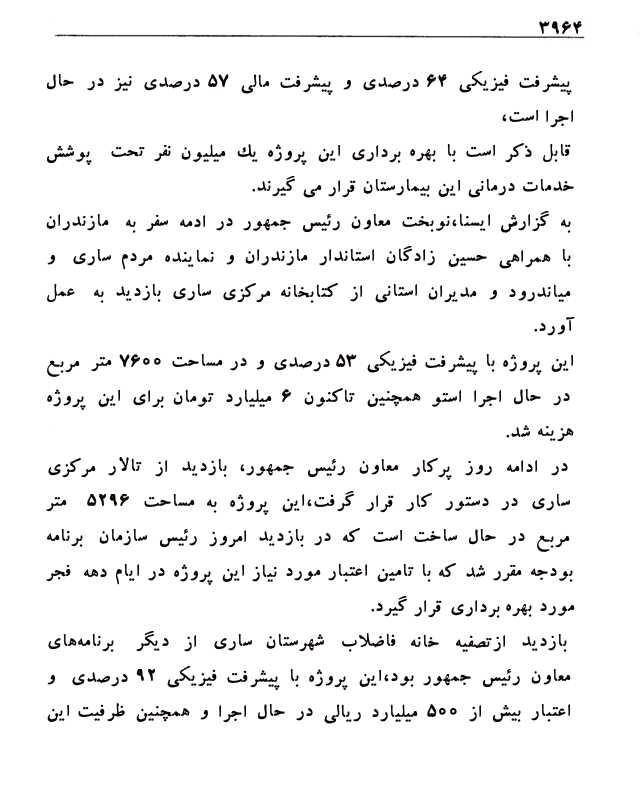 ۳۹۶۴
پیشرفت فیزیکی ۶۴ درصدی و پیشرفت مالی ۵۷ درصدی نیز در حال
اجرا است،
قابل ذکر است با بهره برداری این پروژه یك میلیون نفر تحت پوشش
خدمات درمانی این بیمارستان قرار می گیرند.
به گزارش ایسنا،نوبخت معاون رئیس جمهور در ادمه سفر به مازندران
با همراهی حسین زادگان استاندار مازندران و نماینده مردم ساری و
میاندرود و مدیران استانی از کتابخانه مرکزی ساری بازدید به عمل
آورد.
این پروژه با پیشرفت فیزیکی ۵۳ درصدی و در مساحت ۷۶۰۰ متر مربع
در حال اجرا استو همچنین تاکنون ۶ میلیارد تومان برای این پروژه
هزینه شد.
در ادامه روز پرکار معاون رئیس جمهور، بازدید از تالار مرکزی
ساری در دستور کار قرار گرفت،این پروژه به مساحت ۵۲۹۶ متر
مربع در حال ساخت است که در بازدید امروز رئیس سازمان برنامه
بودجه مقرر شد که با تامین اعتبار مورد نیاز این پروژه در ایام دهه فجر
مورد بهره برداری قرار گیرد.
بازدید ازتصفیه خانه فاضلاب شهرستان ساری از دیگر برنامه‌های
معاون رئیس جمهور بود،این پروژه با پیشرفت فیزیکی ۹۲ درصدی و
اعتبار بیش از ۵۰۰ میلیارد ریالی در حال اجرا و همچنین ظرفیت این